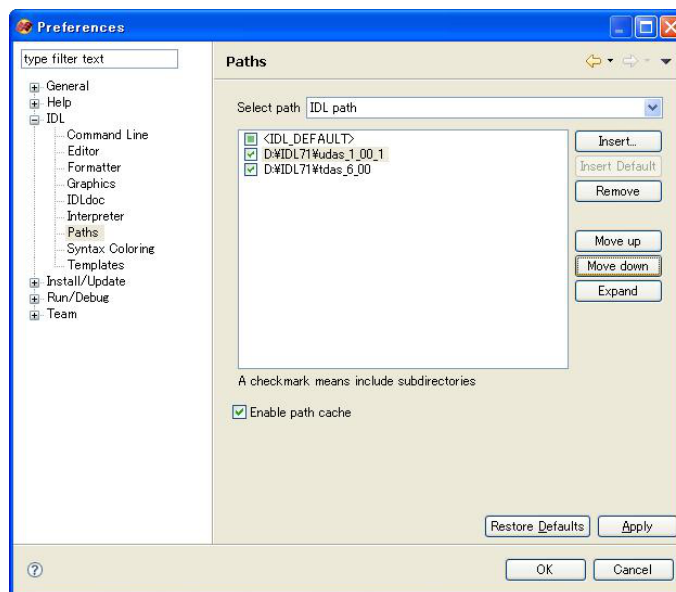 Preferences
type filter text
Paths
General
Help
IDL
Command Line
Editor
Formatter
Graphics
IDLdoc
Interpreter
Paths
Syntax Coloring
Templates
Install/Update
Run/Debug
Team
Select path IDL path
<IDL_DEFAULT>
D:¥IDL71¥udas_1_00_1
D:¥IDL71¥tdas_6_00
Insert...
Insert Default
Remove
Move up
Move down
Expand
A checkmark means include subdirectories
Enable path cache
Restore Defaults Apply
? OK Cancel